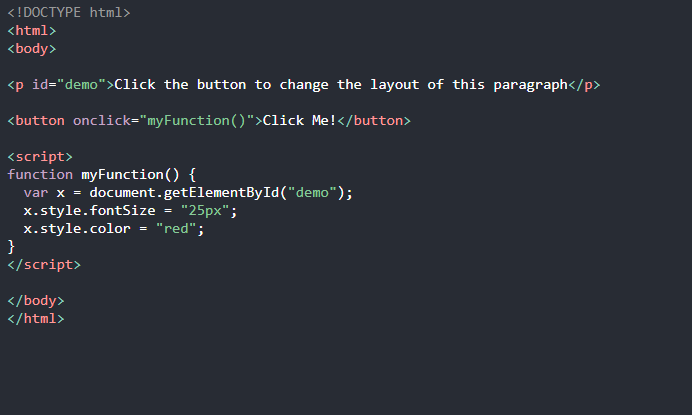 <!DOCTYPE html>
<html>
<body>
<p id="demo">Click the button to change the layout of this paragraph</p>
<button onclick="myFunction()">Click Me!</button>
<script>
function myFunction() {
  var x = document.getElementById("demo");
  x.style.fontSize = "25px";
  x.style.color = "red";
}
</script>
</body>
</html>